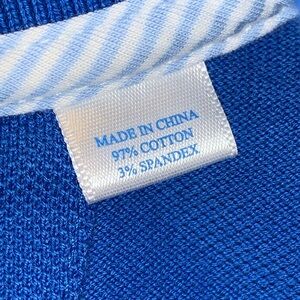 MADE IN CHINA
97% COTTON
3% SPANDEX